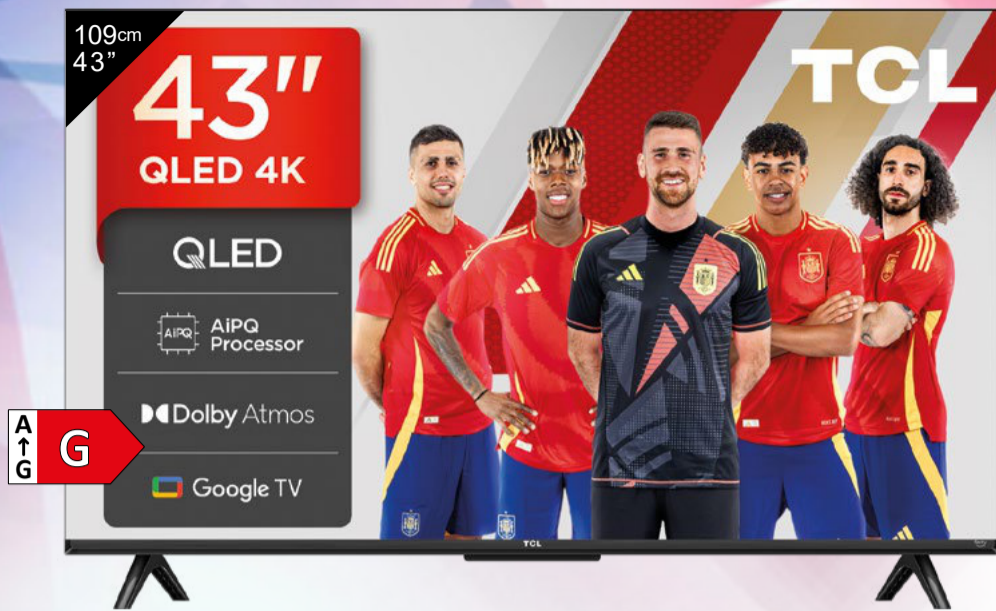 109cm
43”
43"
QLED 4K
TCL
QLED
AiPQ
AiPQ
Processor
Dolby Atmos
Google TV
A
G
G
TCL